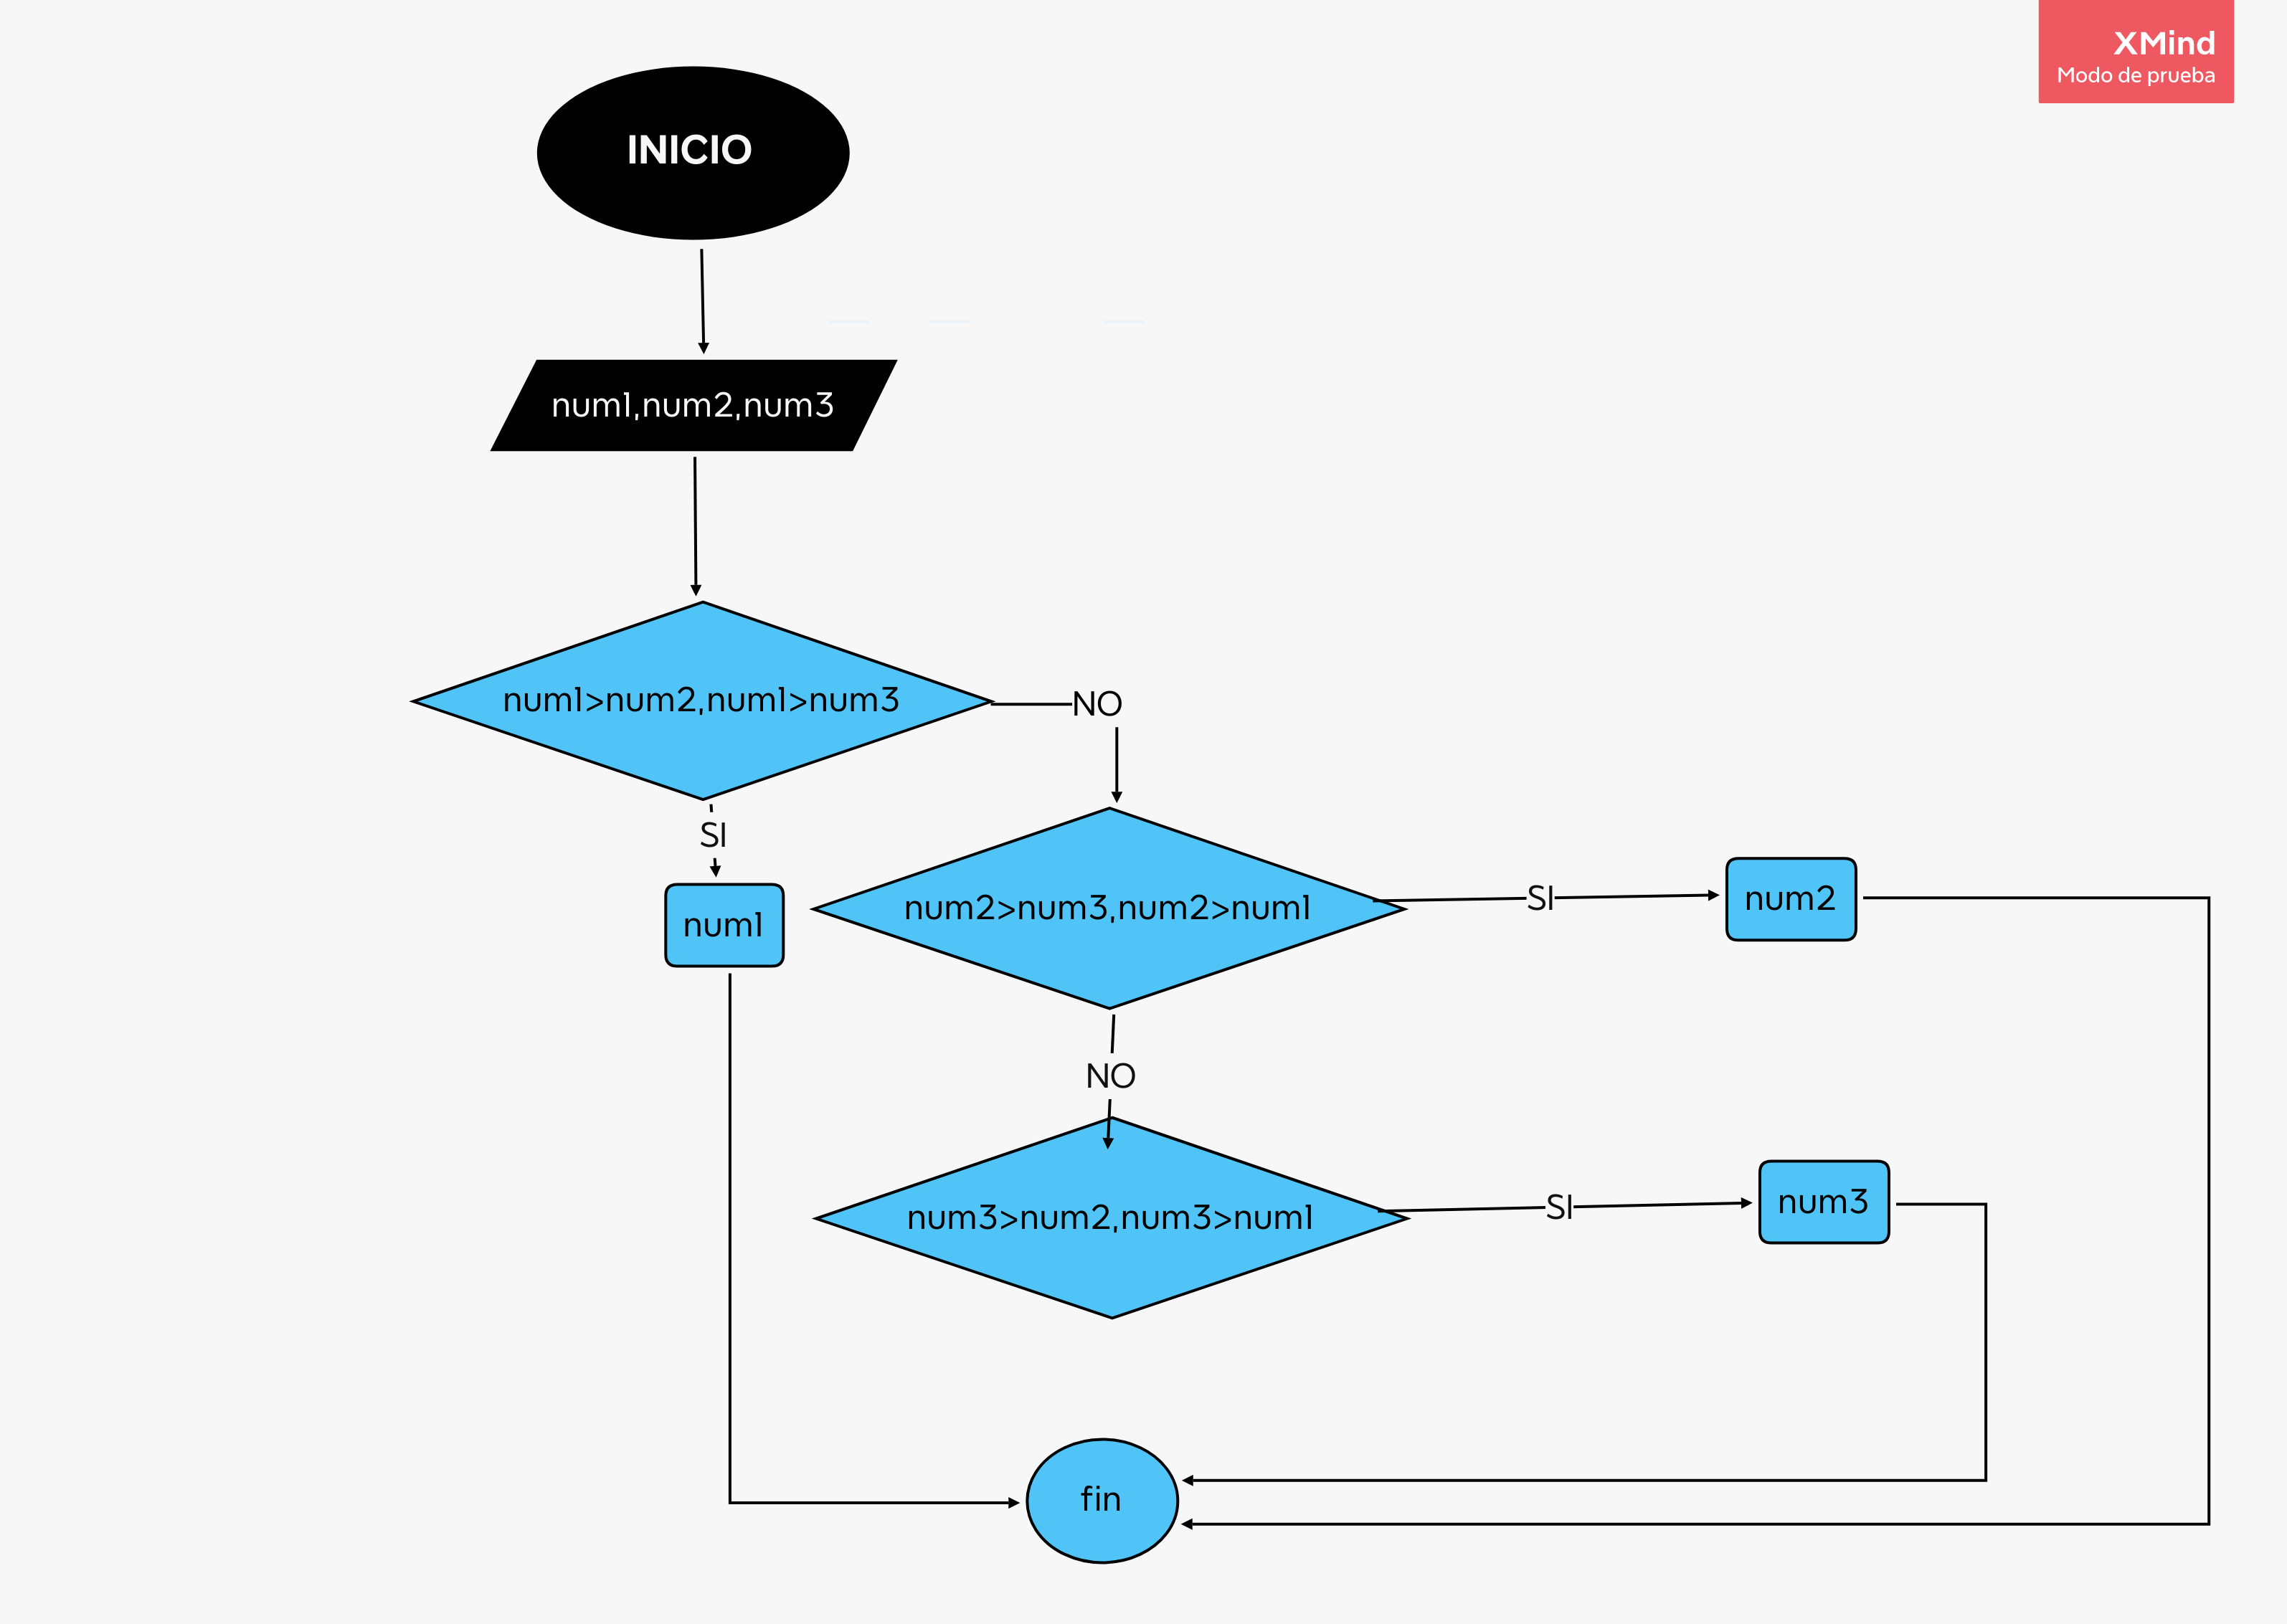 XMind
Modo de prueba
INICIO
num1,num2,num3
num1>num2,num1>num3
NO
SI
num1
num2>num3,num2>num1
SI
num2
NO
num3>num2,num3>num1
SI
num3
fin